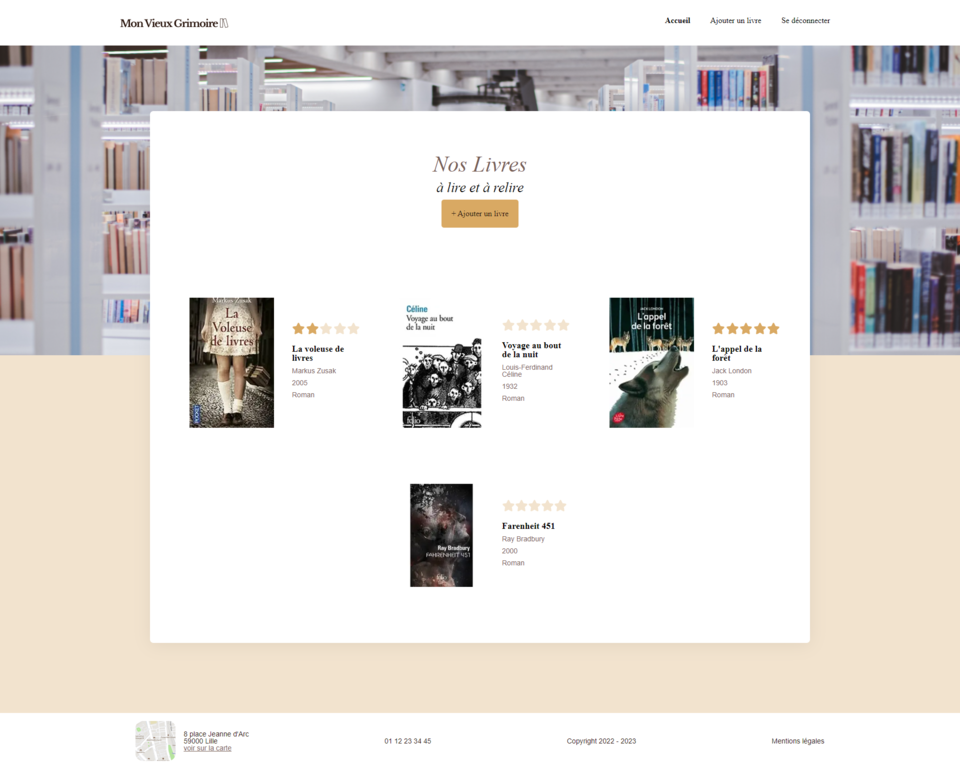 Mon Vieux Grimoire
Accueil
Ajouter un livre
Se déconnecter
Nos Livres
à lire et à relire
+ Ajouter un livre
Markus Zusak
La
Voleuse
de livres
POCKET
La voleuse de
livres
Markus Zusak
2005
Roman
Céline
Voyage au bout
de la nuit
folio
Voyage au bout
de la nuit
Louis-Ferdinand
Céline
1932
Roman
JACK LONDON
L'appel
de la forêt
L'appel de la
forêt
Jack London
1903
Roman
Ray Bradbury
FAHRENHEIT 451
folio
Farenheit 451
Ray Bradbury
2000
Roman
8 place Jeanne d'Arc
59000 Lille
voir sur la carte
01 12 23 34 45
Copyright 2022 - 2023
Mentions légales